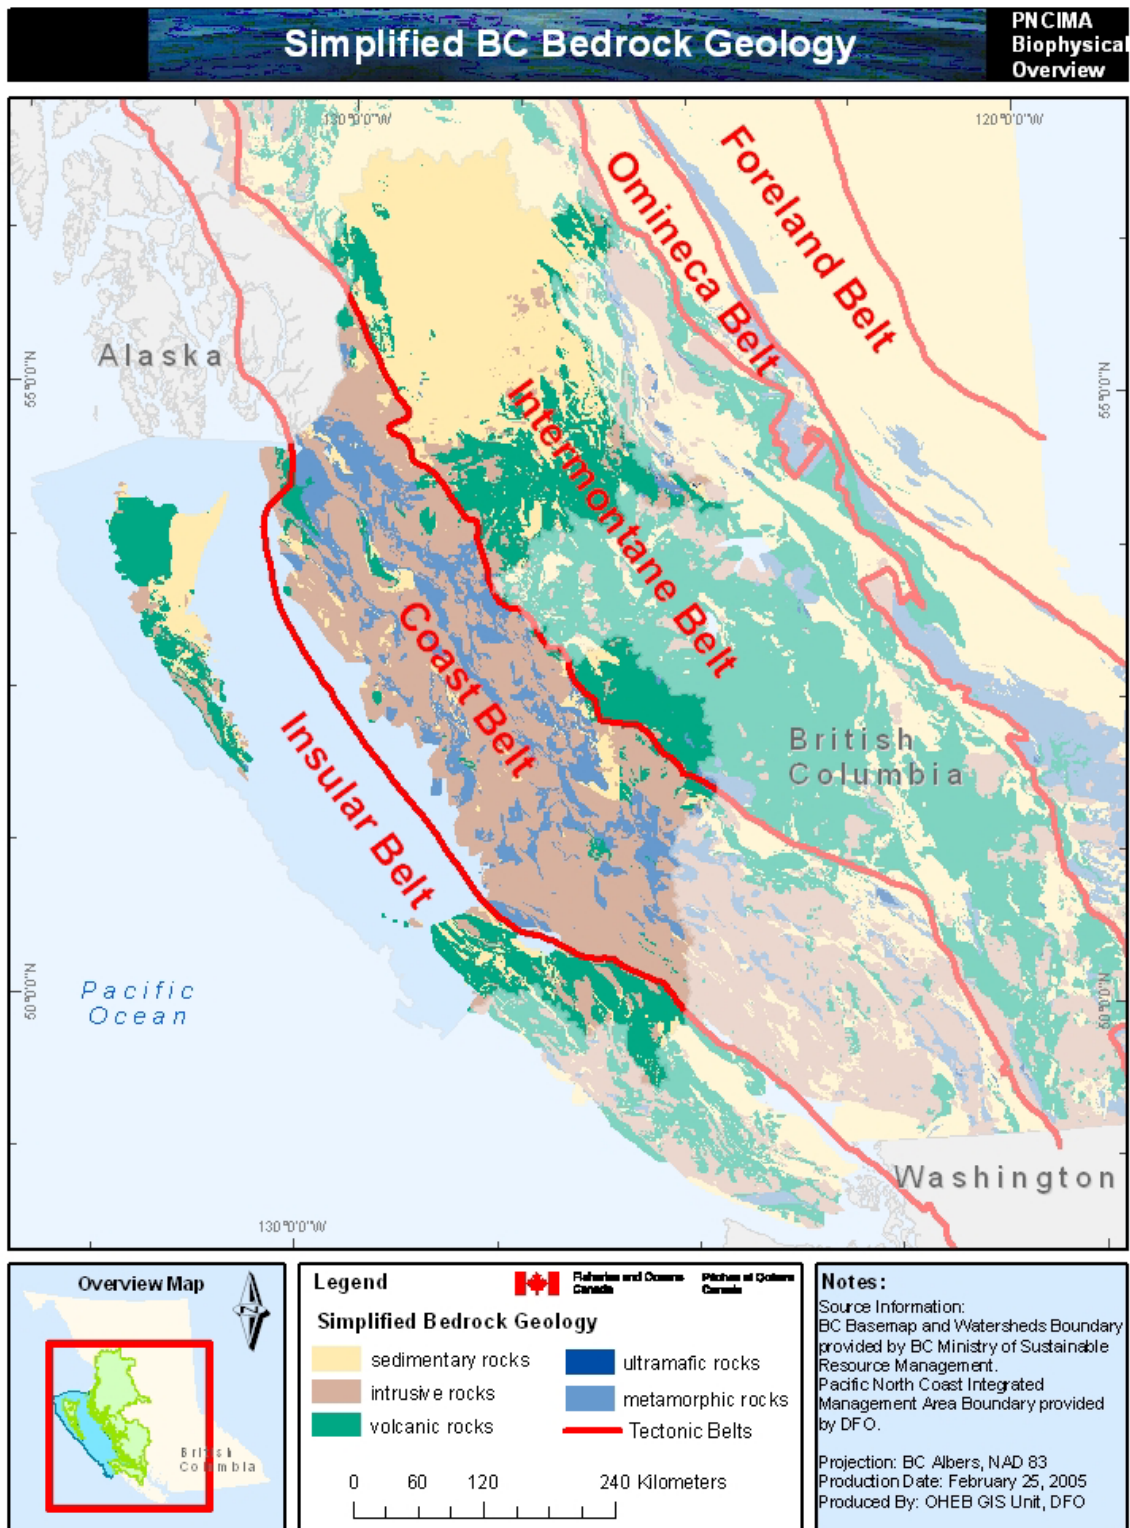 Simplified BC Bedrock Geology
PNCIMA
Biophysical
Overview
130°0'0"W
120°0'0"W
Foreland Belt
Omineca Belt
Alaska
55°0'0"N
55°0'0"N
Intermontane Belt
Coast Belt
British
Columbia
Insular Belt
Pacific
Ocean
50°0'0"N
50°0'0"N
Washington
130°0'0"W
Overview Map
N
British
Columbia
Legend
Fisheries and Oceans
Canada
Pêches et Océans
Canada
Simplified Bedrock Geology
sedimentary rocks
intrusive rocks
volcanic rocks
ultramafic rocks
metamorphic rocks
Tectonic Belts
0 60 120 240 Kilometers
Notes:
Source Information:
BC Basemap and Watersheds Boundary
provided by BC Ministry of Sustainable
Resource Management.
Pacific North Coast Integrated
Management Area Boundary provided
by DFO.
Projection: BC Albers, NAD 83
Production Date: February 25, 2005
Produced By: OHEB GIS Unit, DFO